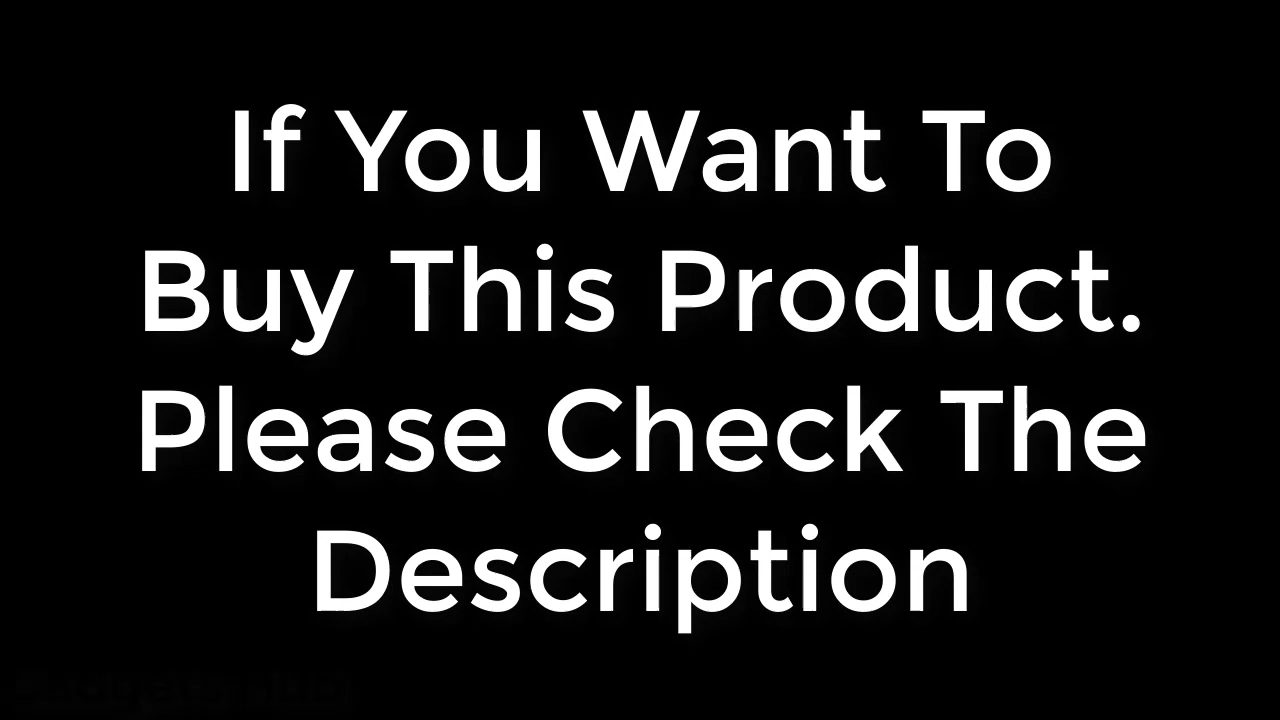 If You Want To
Buy This Product.
Please Check The
Description